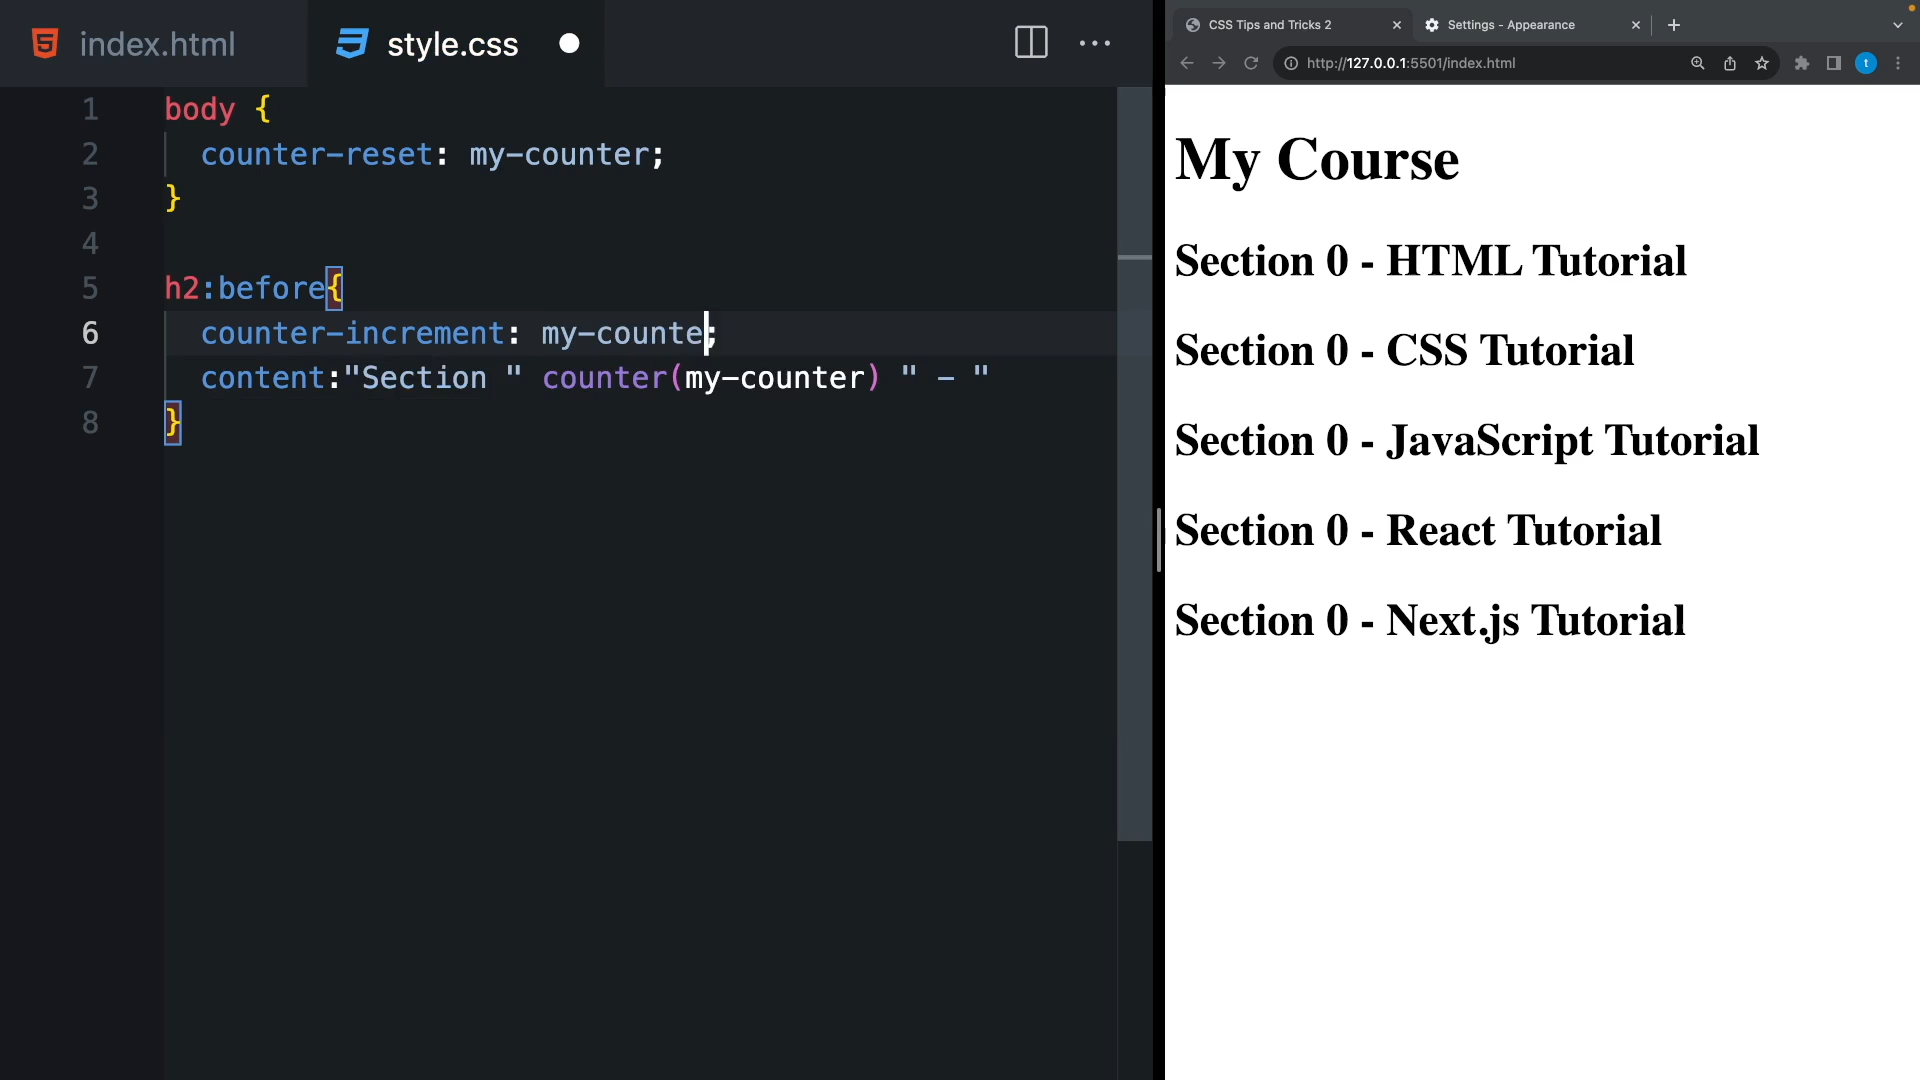 index.html
style.css
1 body {
2 counter-reset: my-counter;
3 }
4
5 h2:before{
6 counter-increment: my-counte;
7 content:"Section " counter(my-counter) " - "
8 }
CSS Tips and Tricks 2
Settings - Appearance
http://127.0.0.1:5501/index.html
t
My Course
Section 0 - HTML Tutorial
Section 0 - CSS Tutorial
Section 0 - JavaScript Tutorial
Section 0 - React Tutorial
Section 0 - Next.js Tutorial